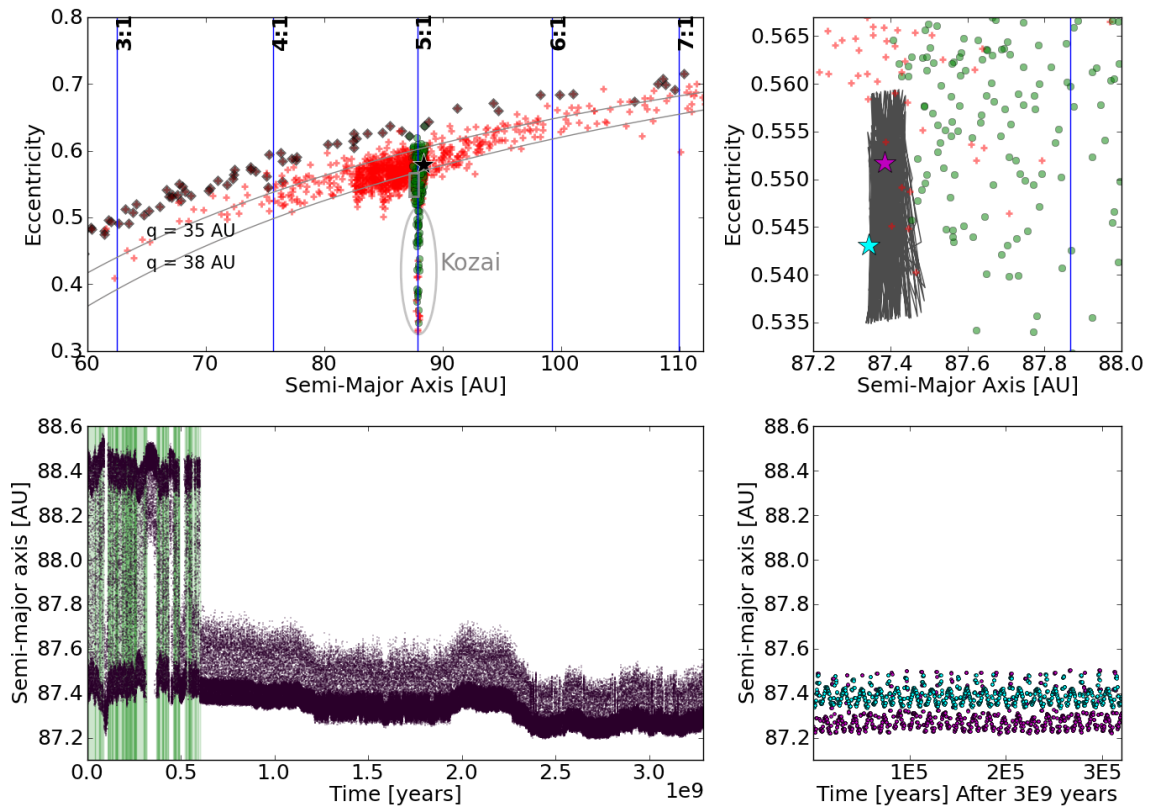 3:1
4:1
5:1
6:1
7:1
0.8
0.7
0.6
0.5
0.4
0.3
Eccentricity
q = 35 AU
q = 38 AU
Kozai
60 70 80 90 100 110
Semi-Major Axis [AU]
0.565
0.560
0.555
0.550
0.545
0.540
0.535
Eccentricity
87.2 87.4 87.6 87.8 88.0
Semi-Major Axis [AU]
88.6
88.4
88.2
88.0
87.8
87.6
87.4
87.2
Semi-major axis [AU]
0.0 0.5 1.0 1.5 2.0 2.5 3.0
Time [years]
1e9
88.6
88.4
88.2
88.0
87.8
87.6
87.4
87.2
Semi-major axis [AU]
1E5 2E5 3E5
Time [years] After 3E9 years